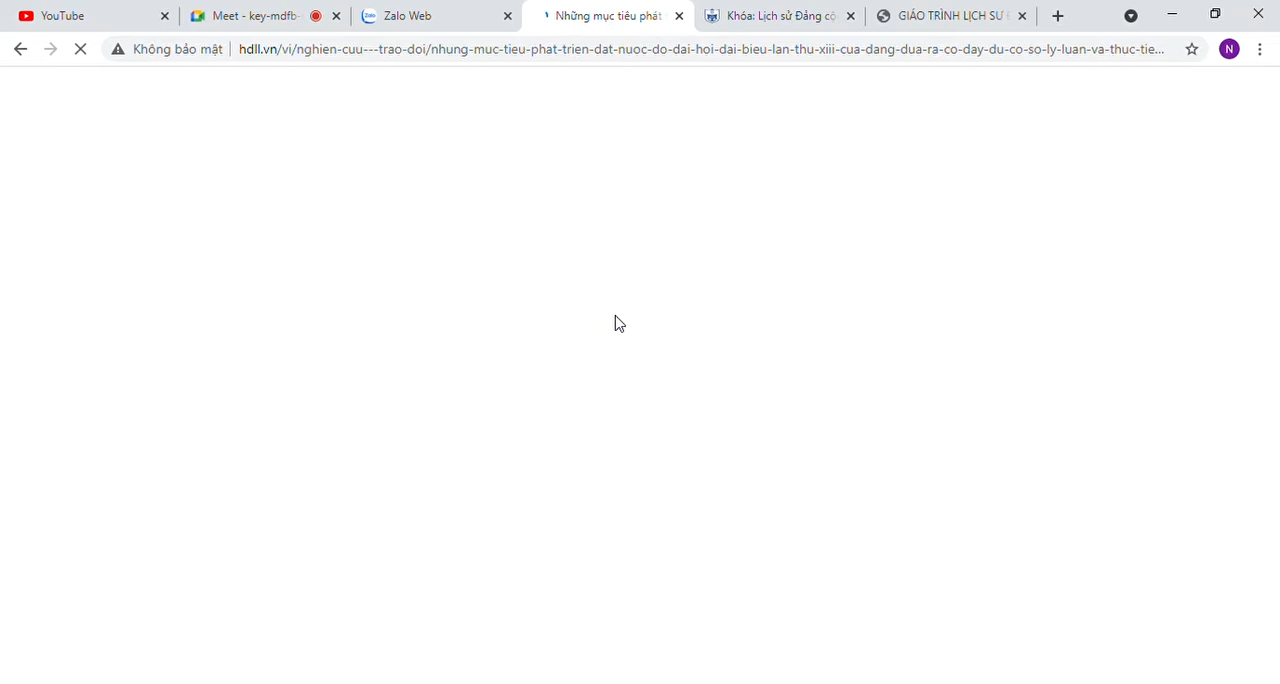 YouTube
Meet - key-mdfb-
Zalo Web
Những mục tiêu phát
Khóa: Lịch sử Đảng cộ
GIÁO TRÌNH LỊCH SỬ
Không bảo mật
hdll.vn/vi/nghien-cuu---trao-doi/nhung-muc-tieu-phat-trien-dat-nuoc-do-dai-hoi-dai-bieu-lan-thu-xiii-cua-dang-dua-ra-co-day-du-co-so-ly-luan-va-thuc-tie...
N